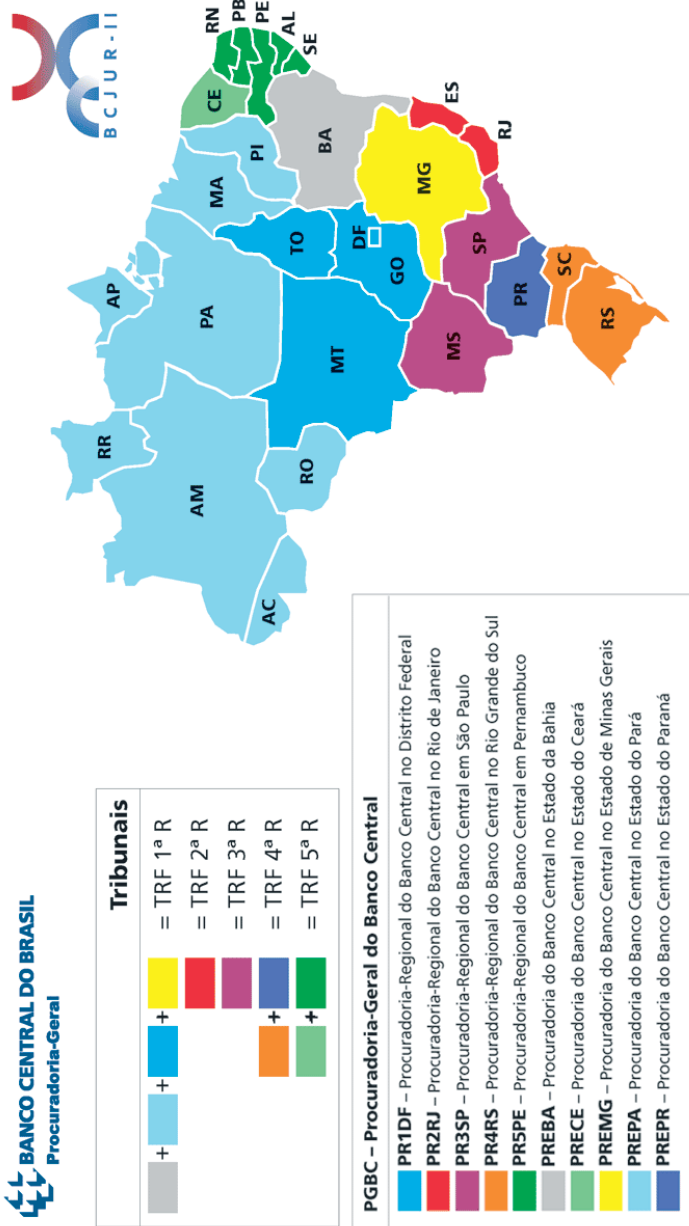 BANCO CENTRAL DO BRASIL
Procuradoria-Geral
BCJUR-II
Tribunais
+ + + = TRF 1ª R
= TRF 2ª R
= TRF 3ª R
+ = TRF 4ª R
+ = TRF 5ª R
PGBC – Procuradoria-Geral do Banco Central
PR1DF – Procuradoria-Regional do Banco Central no Distrito Federal
PR2RJ – Procuradoria-Regional do Banco Central no Rio de Janeiro
PR3SP – Procuradoria-Regional do Banco Central em São Paulo
PR4RS – Procuradoria-Regional do Banco Central no Rio Grande do Sul
PR5PE – Procuradoria-Regional do Banco Central em Pernambuco
PREBA – Procuradoria do Banco Central no Estado da Bahia
PRECE – Procuradoria do Banco Central no Estado do Ceará
PREMG – Procuradoria do Banco Central no Estado de Minas Gerais
PREPA – Procuradoria do Banco Central no Estado do Pará
PREPR – Procuradoria do Banco Central no Estado do Paraná
RR
AP
AM
PA
MA
CE
RN
PB
PE
AL
SE
PI
AC
RO
TO
BA
MT
DF
GO
MG
ES
MS
SP
RJ
PR
SC
RS